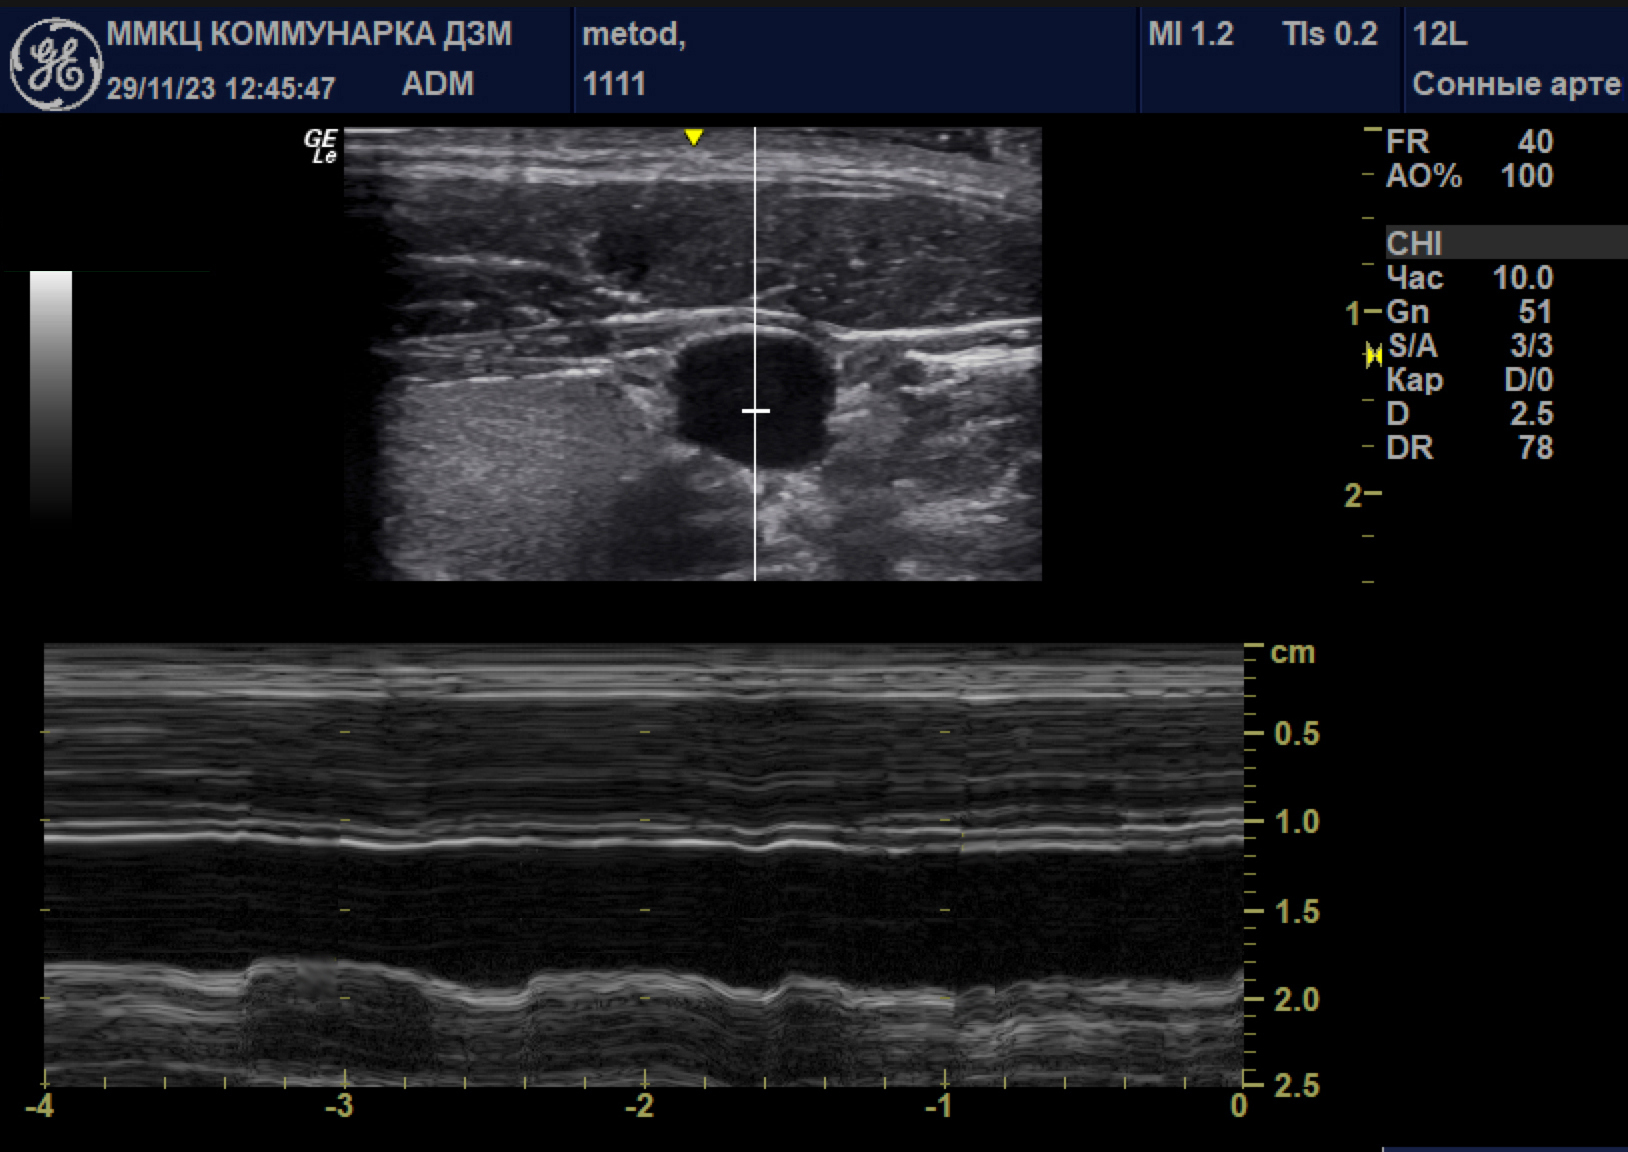 ММКЦ КОММУНАРКА ДЗМ
29/11/23 12:45:47 ADM
metod,
1111
MI 1.2 TIs 0.2
12L
Сонные арте
GE
Le
FR 40
AO% 100
CHI
Час 10.0
Gn 51
S/A 3/3
Кар D/0
D 2.5
DR 78
1
2
cm
0.5
1.0
1.5
2.0
2.5
-4 -3 -2 -1 0